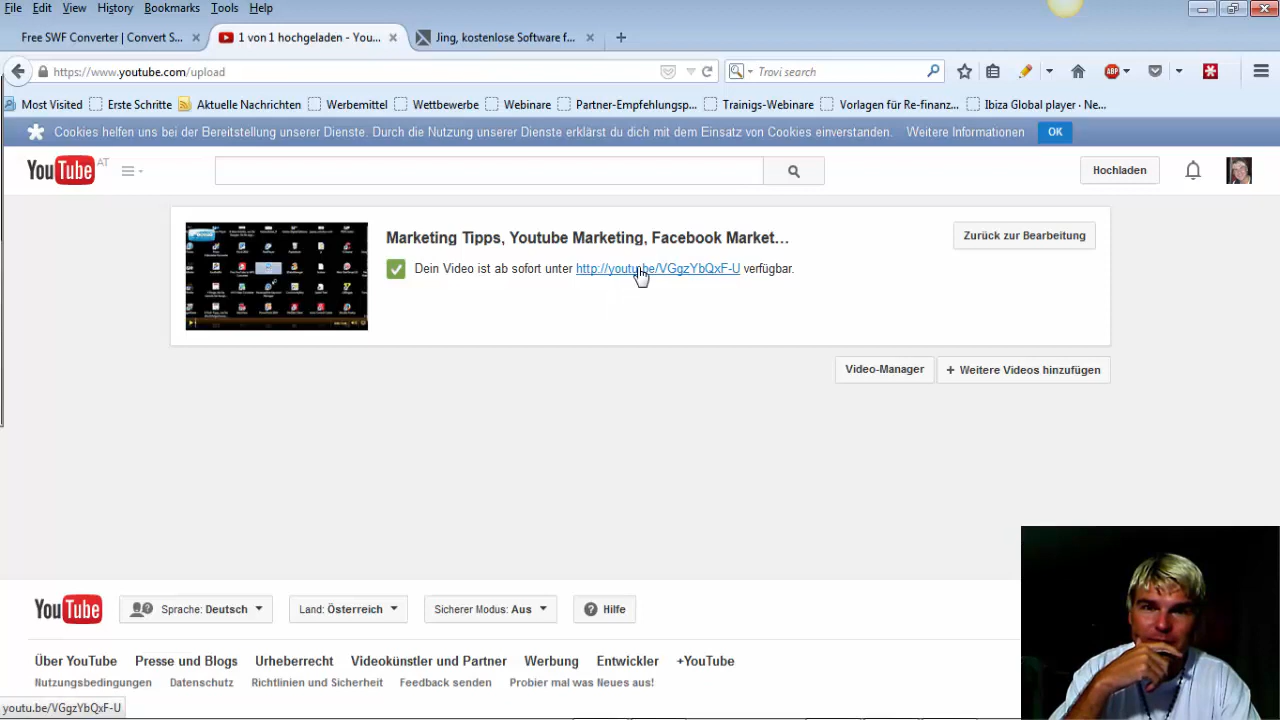 File Edit View History Bookmarks Tools Help
Free SWF Converter | Convert S...
1 von 1 hochgeladen - You...
Jing, kostenlose Software f...
https://www.youtube.com/upload
Trovi search
ABP
Most Visited Erste Schritte Aktuelle Nachrichten Werbemittel Wettbewerbe Webinare Partner-Empfehlungsp... Trainigs-Webinare Vorlagen für Re-finanz... Ibiza Global player · Ne...
Cookies helfen uns bei der Bereitstellung unserer Dienste. Durch die Nutzung unserer Dienste erklärst du dich mit dem Einsatz von Cookies einverstanden. Weitere Informationen OK
YouTube AT
Hochladen
Marketing Tipps, Youtube Marketing, Facebook Market...
Zurück zur Bearbeitung
Dein Video ist ab sofort unter http://youtu.be/VGgzYbQxF-U verfügbar.
Video-Manager
+ Weitere Videos hinzufügen
YouTube
Sprache: Deutsch
Land: Österreich
Sicherer Modus: Aus
Hilfe
Über YouTube Presse und Blogs Urheberrecht Videokünstler und Partner Werbung Entwickler +YouTube
Nutzungsbedingungen Datenschutz Richtlinien und Sicherheit Feedback senden Probier mal was Neues aus!
youtu.be/VGgzYbQxF-U